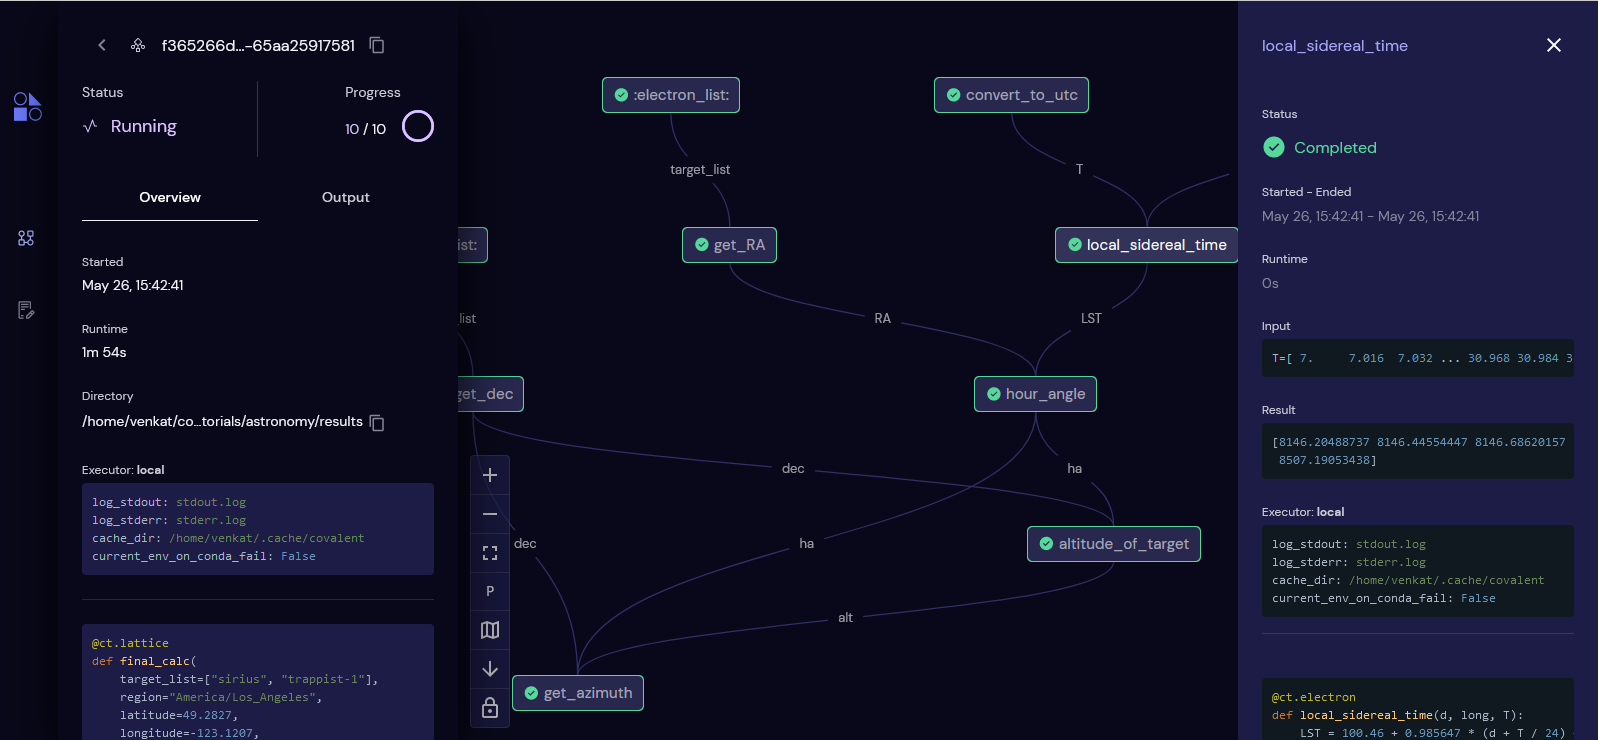 f365266d...-65aa25917581
Status
Running
Progress
10 / 10
Overview
Output
Started
May 26, 15:42:41
Runtime
1m 54s
Directory
/home/venkat/co...torials/astronomy/results
Executor: local
log_stdout: stdout.log
log_stderr: stderr.log
cache_dir: /home/venkat/.cache/covalent
current_env_on_conda_fail: False
@ct.lattice
def final_calc(
target_list=["sirius", "trappist-1"],
region="America/Los_Angeles",
latitude=49.2827,
longitude=-123.1207,
:electron_list:
convert_to_utc
target_list
T
ist:
get_RA
local_sidereal_time
list
RA
LST
get_dec
hour_angle
dec
ha
dec
ha
altitude_of_target
P
alt
get_azimuth
local_sidereal_time
Status
Completed
Started - Ended
May 26, 15:42:41 - May 26, 15:42:41
Runtime
0s
Input
T=[ 7. 7.016 7.032 ... 30.968 30.984 3
Result
[8146.20488737 8146.44554447 8146.68620157
8507.19053438]
Executor: local
log_stdout: stdout.log
log_stderr: stderr.log
cache_dir: /home/venkat/.cache/covalent
current_env_on_conda_fail: False
@ct.electron
def local_sidereal_time(d, long, T):
LST = 100.46 + 0.985647 * (d + T / 24)